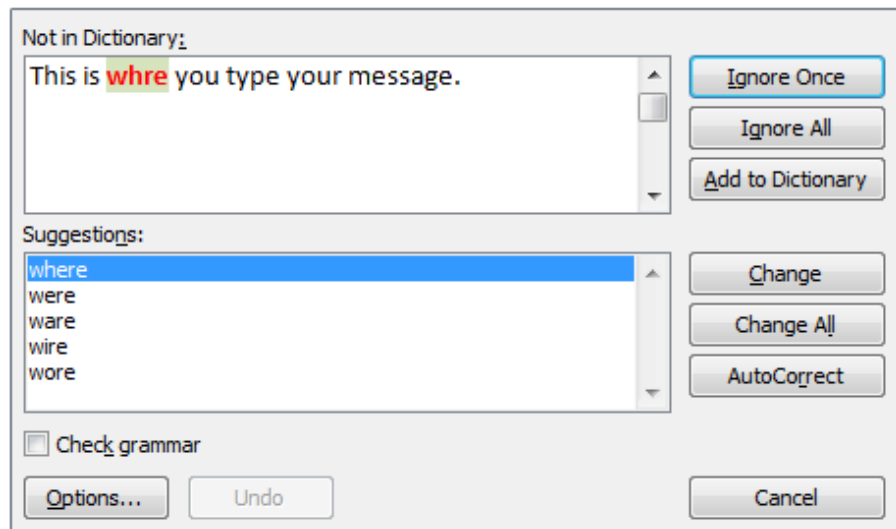 Not in Dictionary:
This is whre you type your message.
Ignore Once
Ignore All
Add to Dictionary
Suggestions:
where
were
ware
wire
wore
Change
Change All
AutoCorrect
Check grammar
Options...
Undo
Cancel